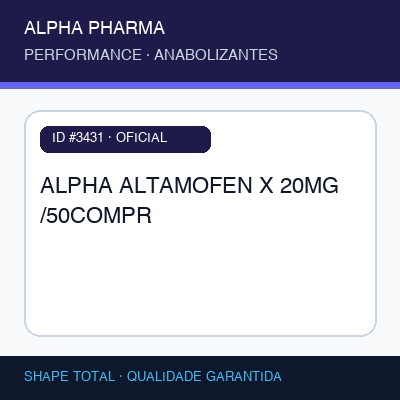 ALPHA PHARMA
PERFORMANCE · ANABOLIZANTES
ID #3431 · OFICIAL
ALPHA ALTAMOFEN X 20MG
/50COMPR
SHAPE TOTAL · QUALIDADE GARANTIDA